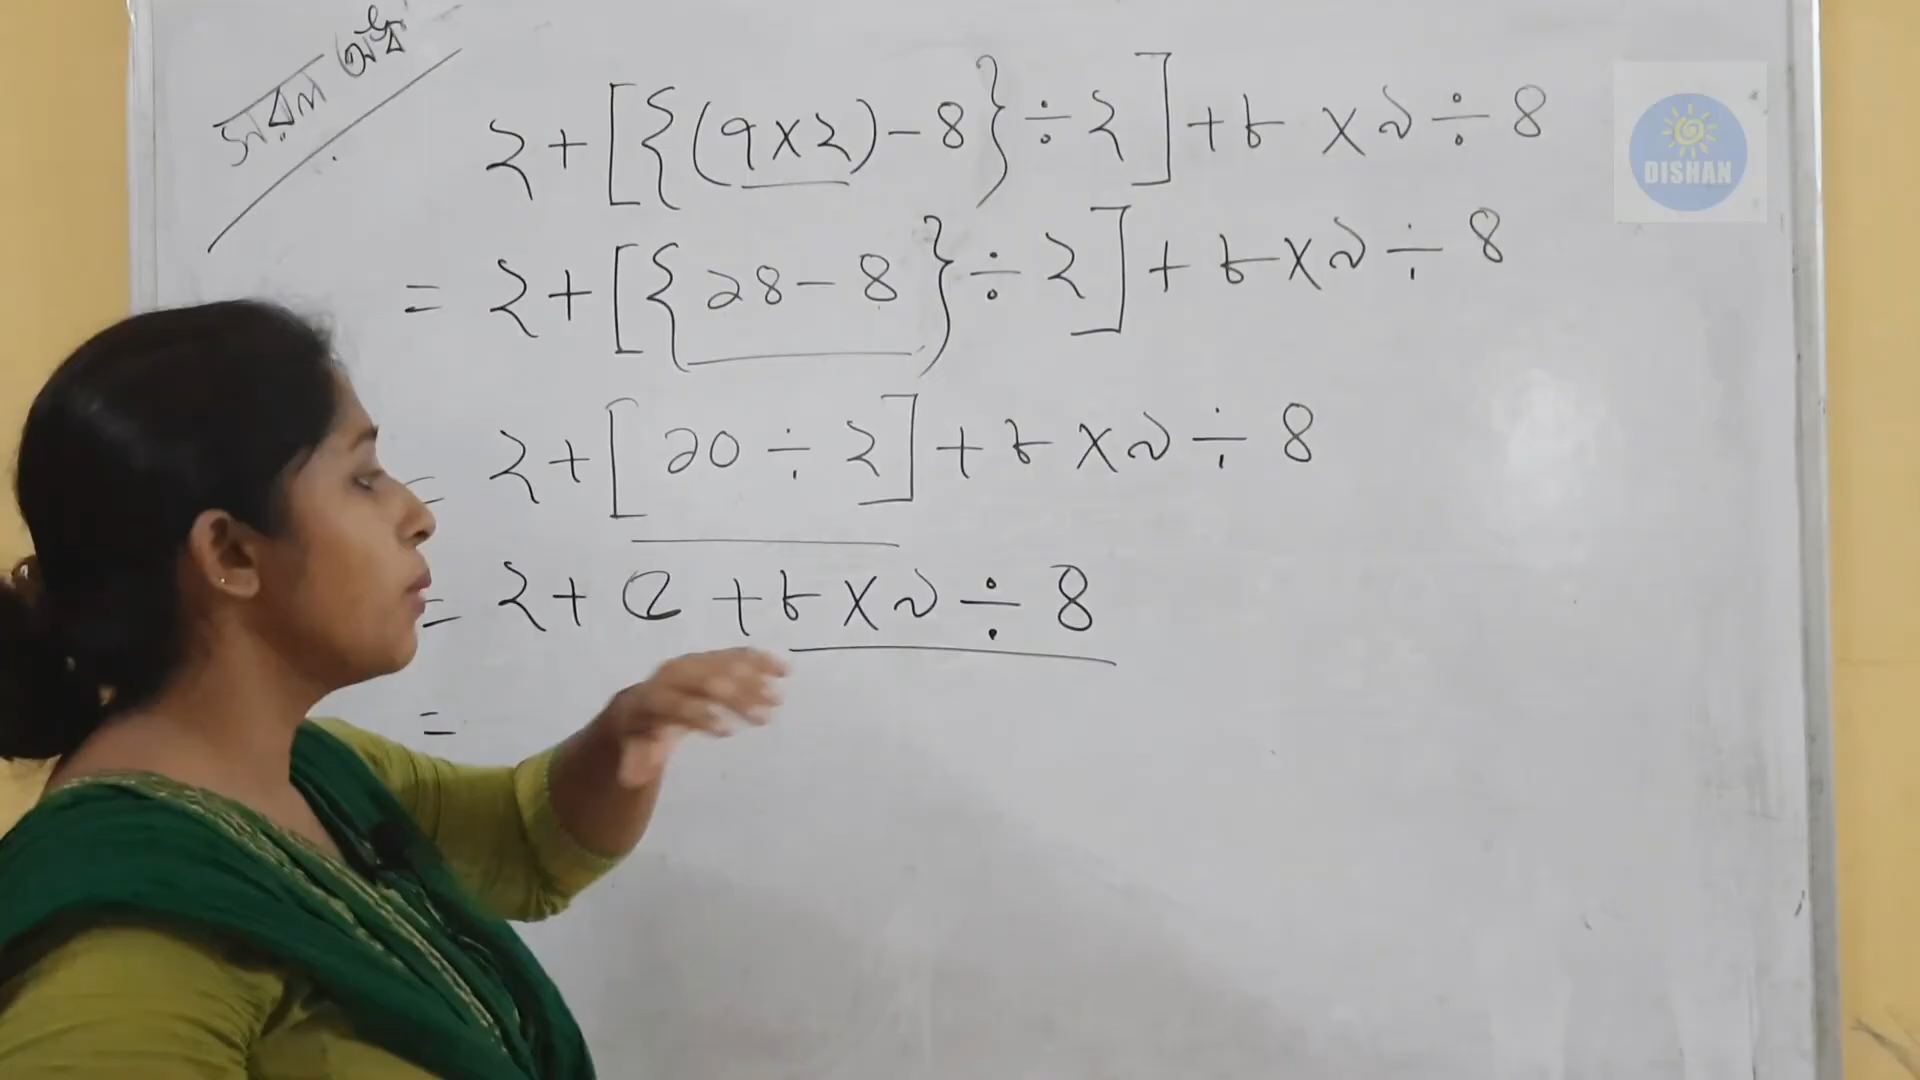 সরল অঙ্ক
২+[{(৭×২)-৪}÷২]+৮×৯÷৪
= ২+[{১৪-৪}÷২]+৮×৯÷৪
= ২+[১০÷২]+৮×৯÷৪
= ২+৫+৮×৯÷৪
=
DISHAN